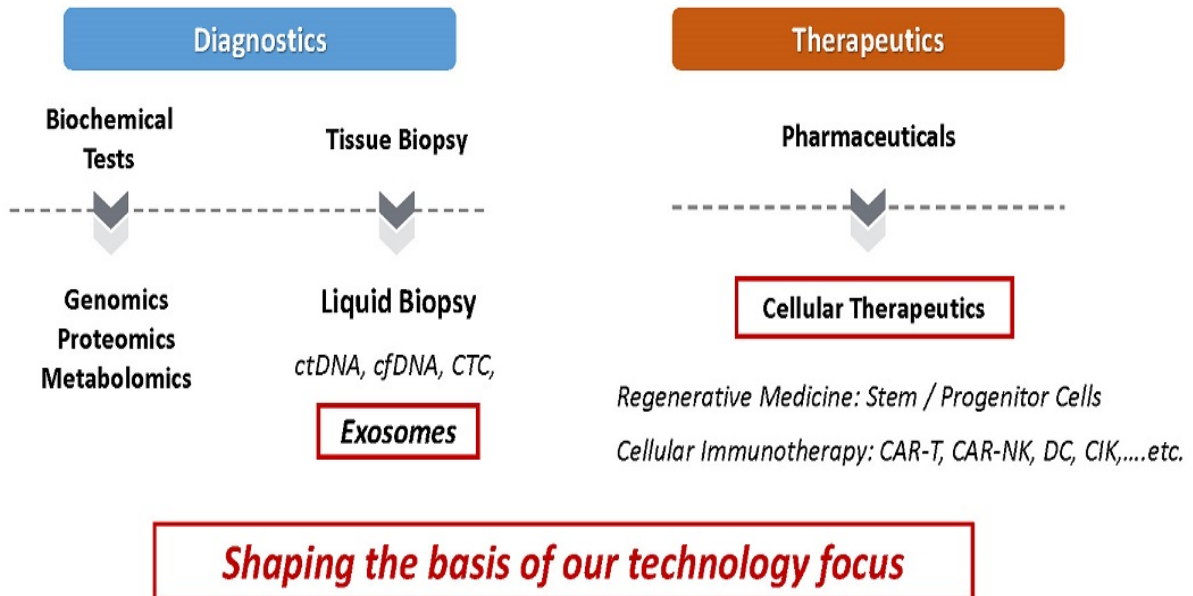 Diagnostics
Biochemical
Tests
Tissue Biopsy
Genomics
Proteomics
Metabolomics
Liquid Biopsy
ctDNA, cfDNA, CTC,
Exosomes
Therapeutics
Pharmaceuticals
Cellular Therapeutics
Regenerative Medicine: Stem / Progenitor Cells
Cellular Immunotherapy: CAR-T, CAR-NK, DC, CIK,....etc.
Shaping the basis of our technology focus